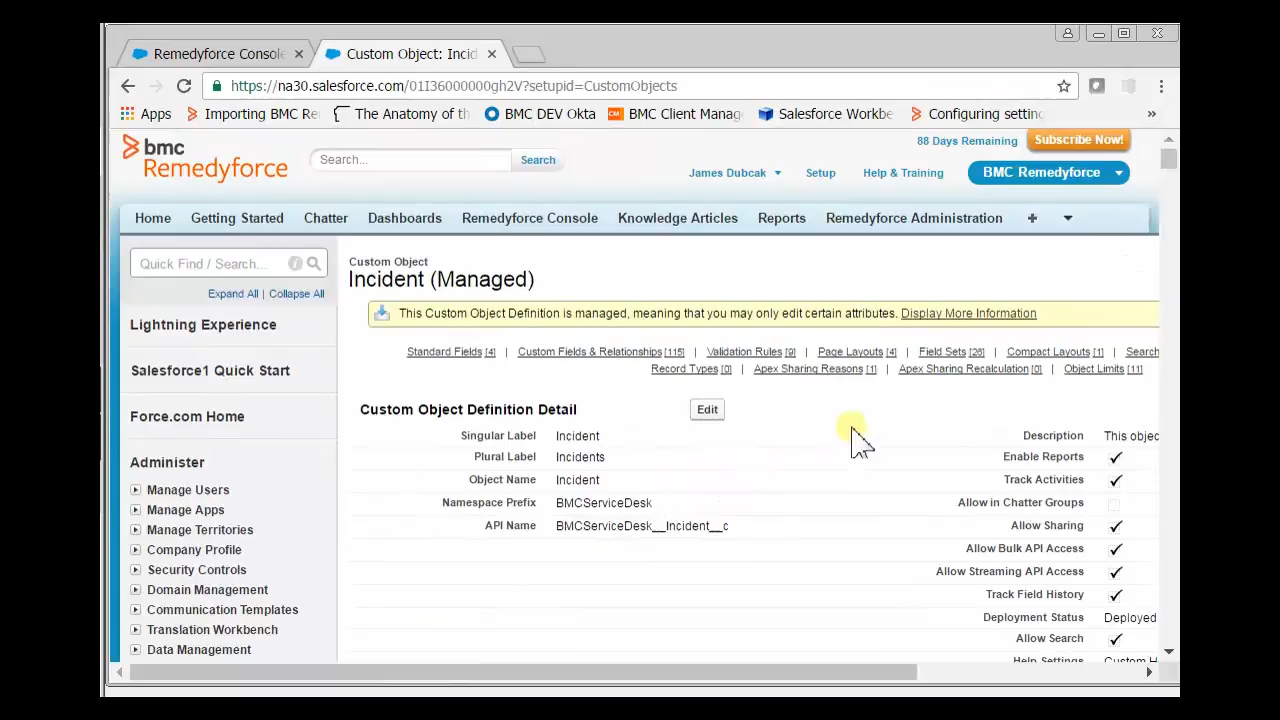 Remedyforce Console
Custom Object: Incid
https://na30.salesforce.com/01I36000000gh2V?setupid=CustomObjects
Apps
Importing BMC Re
The Anatomy of th
BMC DEV Okta
BMC Client Manag
Salesforce Workbe
Configuring setting
»
bmc
Remedyforce
Search...
Search
88 Days Remaining
Subscribe Now!
James Dubcak
Setup
Help & Training
BMC Remedyforce
Home
Getting Started
Chatter
Dashboards
Remedyforce Console
Knowledge Articles
Reports
Remedyforce Administration
+
Quick Find / Search...
Expand All | Collapse All
Lightning Experience
Salesforce1 Quick Start
Force.com Home
Administer
Manage Users
Manage Apps
Manage Territories
Company Profile
Security Controls
Domain Management
Communication Templates
Translation Workbench
Data Management
Custom Object
Incident (Managed)
This Custom Object Definition is managed, meaning that you may only edit certain attributes. Display More Information
Standard Fields [4] | Custom Fields & Relationships [115] | Validation Rules [9] | Page Layouts [4] | Field Sets [26] | Compact Layouts [1] | Search
Record Types [0] | Apex Sharing Reasons [1] | Apex Sharing Recalculation [0] | Object Limits [11]
Custom Object Definition Detail
Edit
Singular Label Incident
Plural Label Incidents
Object Name Incident
Namespace Prefix BMCServiceDesk
API Name BMCServiceDesk__Incident__c
Description This objec
Enable Reports
Track Activities
Allow in Chatter Groups
Allow Sharing
Allow Bulk API Access
Allow Streaming API Access
Track Field History
Deployment Status Deployed
Allow Search
Help Settings Custom H